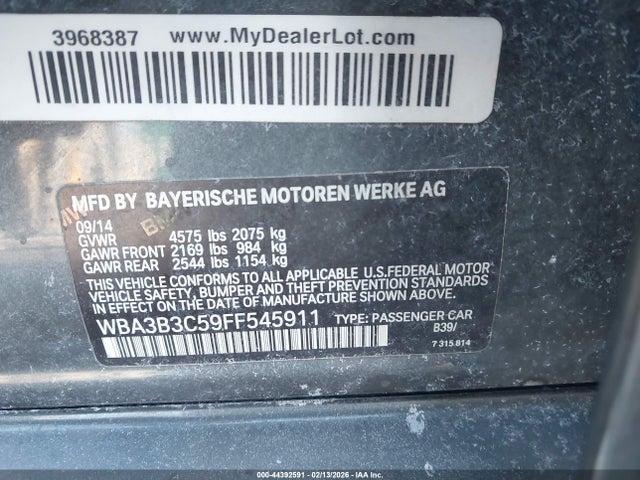 3968387 www.MyDealerLot.com
MFD BY BAYERISCHE MOTOREN WERKE AG
09/14
GVWR 4575 lbs 2075 kg
GAWR FRONT 2169 lbs 984 kg
GAWR REAR 2544 lbs 1154 kg
THIS VEHICLE CONFORMS TO ALL APPLICABLE U.S.FEDERAL MOTOR
VEHICLE SAFETY, BUMPER AND THEFT PREVENTION STANDARDS
IN EFFECT ON THE DATE OF MANUFACTURE SHOWN ABOVE.
WBA3B3C59FF545911 TYPE: PASSENGER CAR
B39/
7 315 814
000-44392591 - 02/13/2026 - IAA Inc.